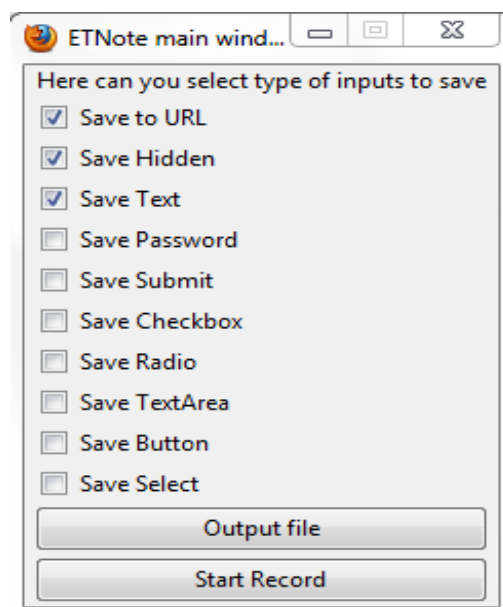 ETNote main wind...
Here can you select type of inputs to save
Save to URL
Save Hidden
Save Text
Save Password
Save Submit
Save Checkbox
Save Radio
Save TextArea
Save Button
Save Select
Output file
Start Record